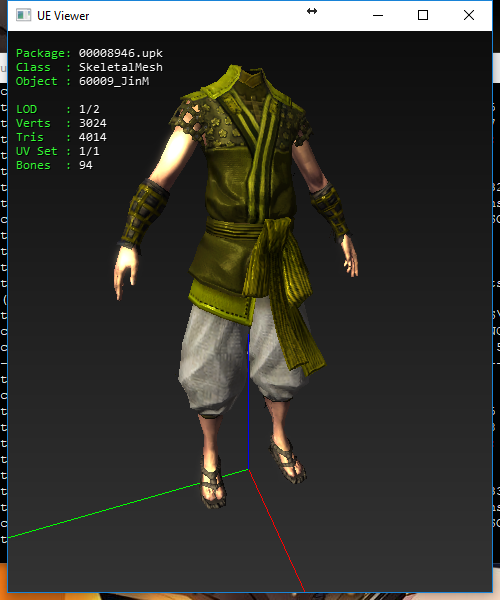 UE Viewer
Package: 00008946.upk
Class : SkeletalMesh
Object : 60009_JinM
LOD : 1/2
Verts : 3024
Tris : 4014
UV Set : 1/1
Bones : 94